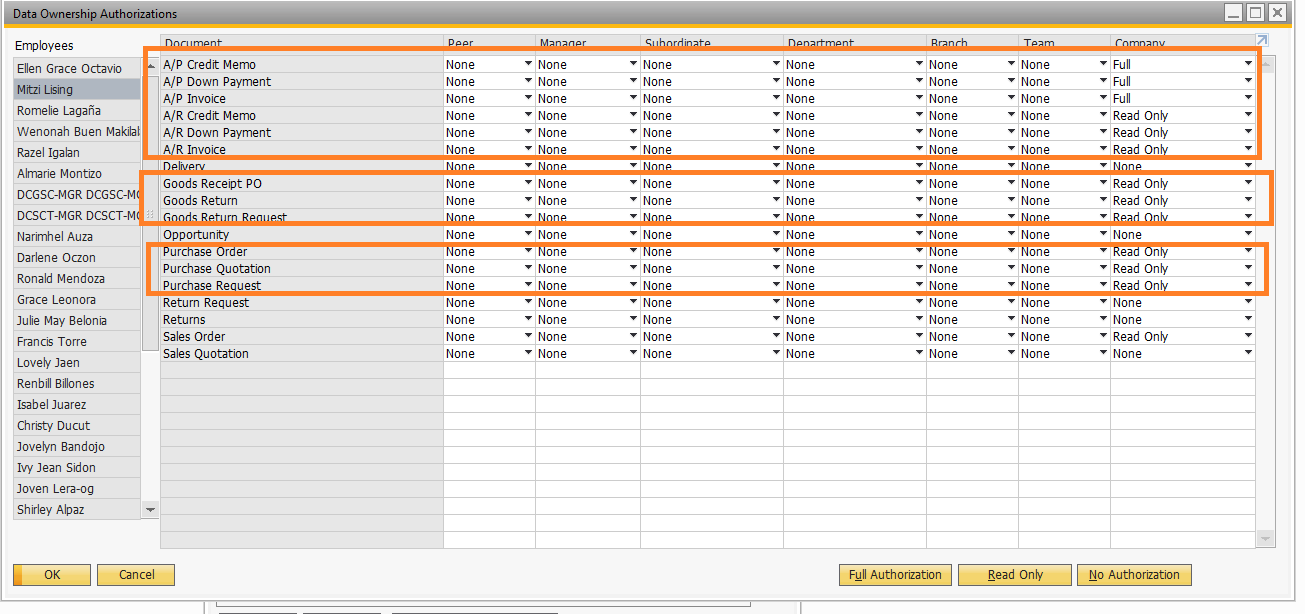 Data Ownership Authorizations
Employees
Document Peer Manager Subordinate Department Branch Team Company
Ellen Grace Octavio
Mitzi Lising
Romelie Lagaña
Wenonah Buen Makilal
Razel Igalan
Almarie Montizo
DCGSC-MGR DCGSC-MG
DCSCT-MGR DCSCT-MG
Narimhel Auza
Darlene Oczon
Ronald Mendoza
Grace Leonora
Julie May Belonia
Francis Torre
Lovely Jaen
Renbill Billones
Isabel Juarez
Christy Ducut
Jovelyn Bandojo
Ivy Jean Sidon
Joven Lera-og
Shirley Alpaz
A/P Credit Memo None None None None None None Full
A/P Down Payment None None None None None None Full
A/P Invoice None None None None None None Full
A/R Credit Memo None None None None None None Read Only
A/R Down Payment None None None None None None Read Only
A/R Invoice None None None None None None Read Only
Delivery None None None None None None None
Goods Receipt PO None None None None None None Read Only
Goods Return None None None None None None Read Only
Goods Return Request None None None None None None Read Only
Opportunity None None None None None None None
Purchase Order None None None None None None Read Only
Purchase Quotation None None None None None None Read Only
Purchase Request None None None None None None Read Only
Return Request None None None None None None None
Returns None None None None None None None
Sales Order None None None None None None Read Only
Sales Quotation None None None None None None None
OK Cancel Full Authorization Read Only No Authorization